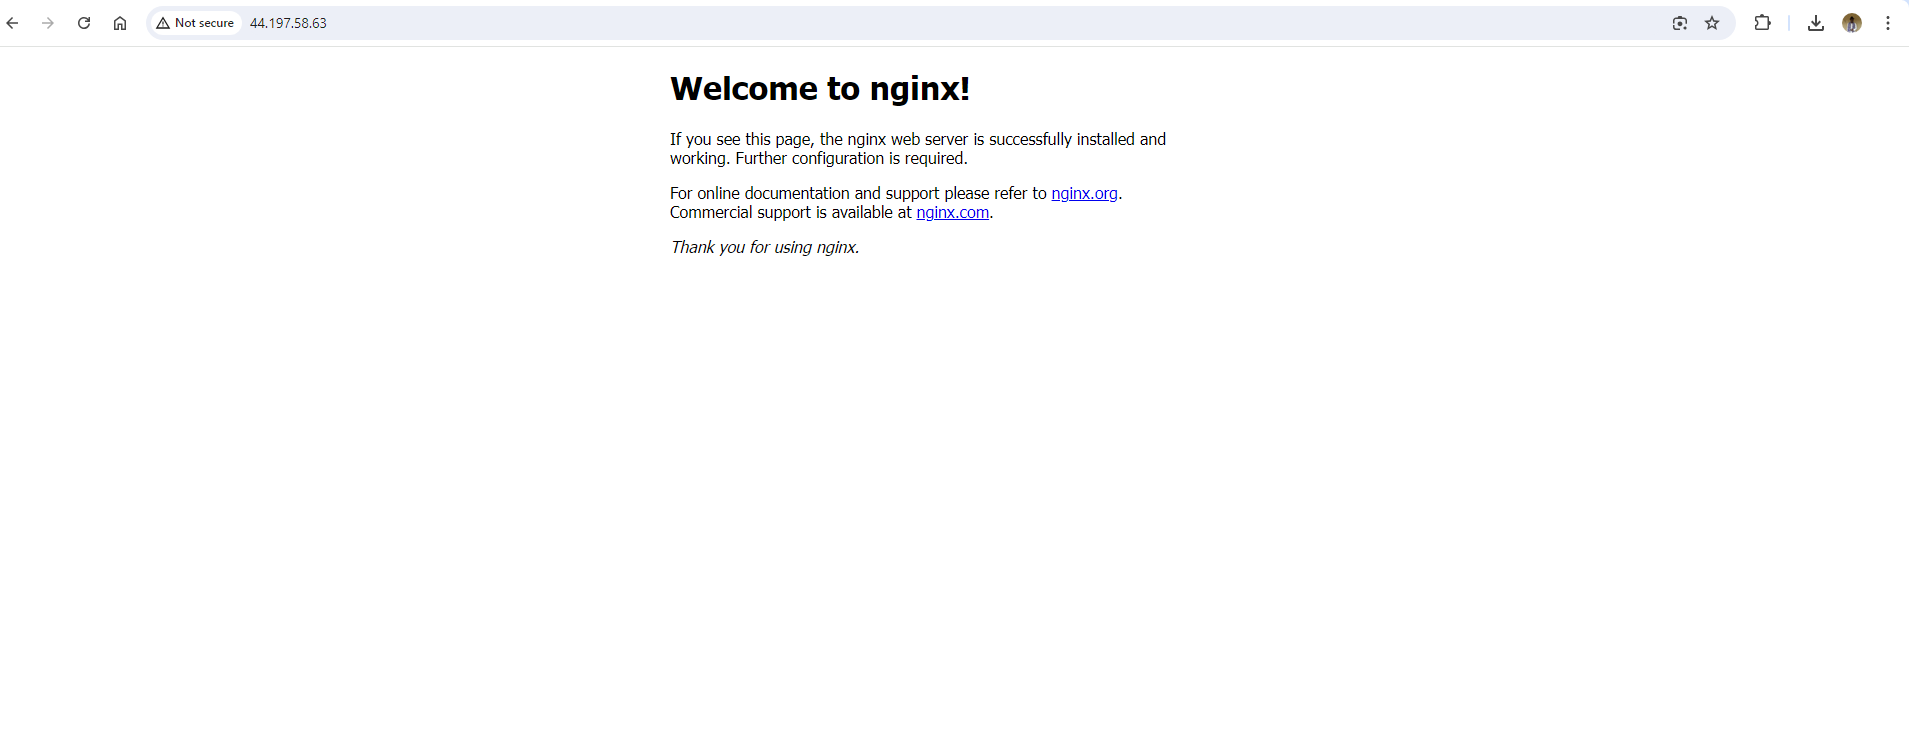 Not secure 44.197.58.63
Welcome to nginx!
If you see this page, the nginx web server is successfully installed and
working. Further configuration is required.
For online documentation and support please refer to nginx.org.
Commercial support is available at nginx.com.
Thank you for using nginx.